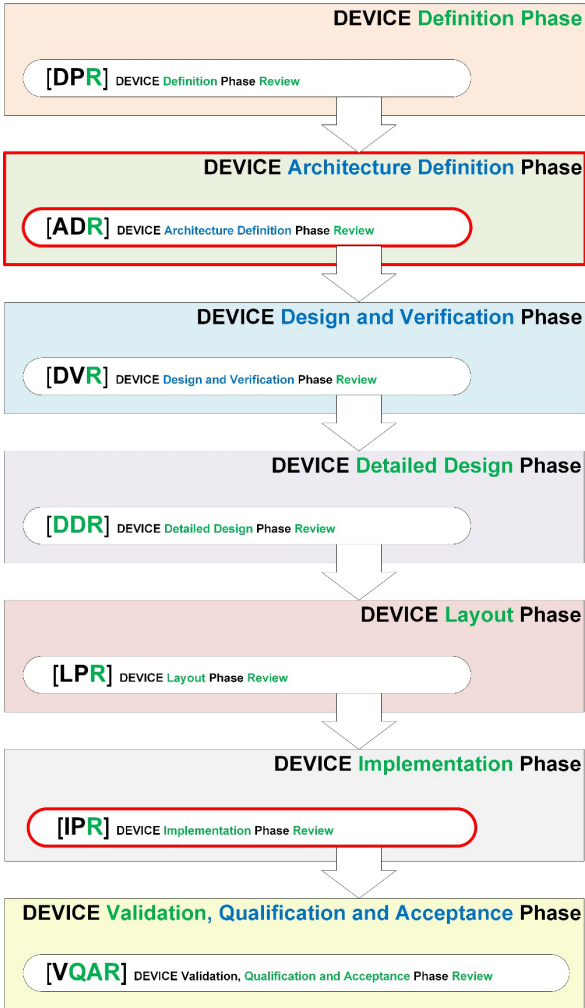 DEVICE Definition Phase
[DPR] DEVICE Definition Phase Review
DEVICE Architecture Definition Phase
[ADR] DEVICE Architecture Definition Phase Review
DEVICE Design and Verification Phase
[DVR] DEVICE Design and Verification Phase Review
DEVICE Detailed Design Phase
[DDR] DEVICE Detailed Design Phase Review
DEVICE Layout Phase
[LPR] DEVICE Layout Phase Review
DEVICE Implementation Phase
[IPR] DEVICE Implementation Phase Review
DEVICE Validation, Qualification and Acceptance Phase
[VQAR] DEVICE Validation, Qualification and Acceptance Phase Review